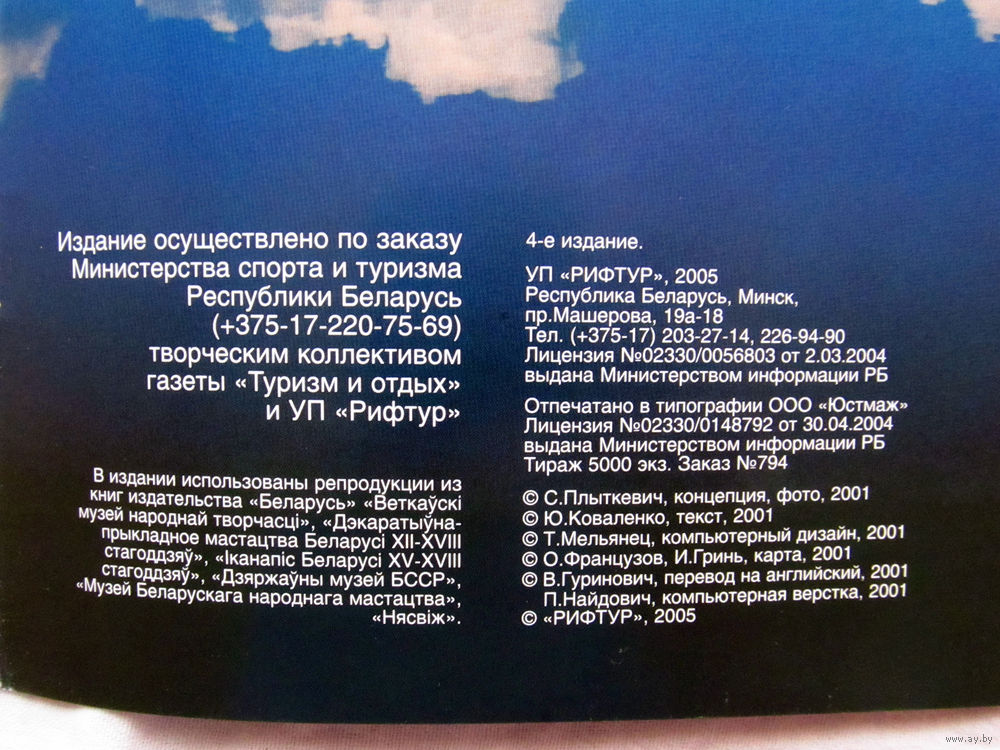 Издание осуществлено по заказу
Министерства спорта и туризма
Республики Беларусь
(+375-17-220-75-69)
творческим коллективом
газеты «Туризм и отдых»
и УП «Рифтур»
В издании использованы репродукции из
книг издательства «Беларусь» «Веткаўскі
музей народнай творчасці», «Дэкаратыўна-
прыкладное мастацтва Беларусі XII-XVIII
стагоддзяў», «Іканапіс Беларусі XV-XVIII
стагоддзяў», «Дзяржаўны музей БССР»,
«Музей Беларускага народнага мастацтва»,
«Нясвіж».
4-е издание.
УП «РИФТУР», 2005
Республика Беларусь, Минск,
пр.Машерова, 19а-18
Тел. (+375-17) 203-27-14, 226-94-90
Лицензия №02330/0056803 от 2.03.2004
выдана Министерством информации РБ
Отпечатано в типографии ООО «Юстмаж»
Лицензия №02330/0148792 от 30.04.2004
выдана Министерством информации РБ
Тираж 5000 экз. Заказ №794
© С.Плыткевич, концепция, фото, 2001
© Ю.Коваленко, текст, 2001
© Т.Мельянец, компьютерный дизайн, 2001
© О.Французов, И.Гринь, карта, 2001
© В.Гуринович, перевод на английский, 2001
П.Найдович, компьютерная верстка, 2001
© «РИФТУР», 2005
www.ay.by